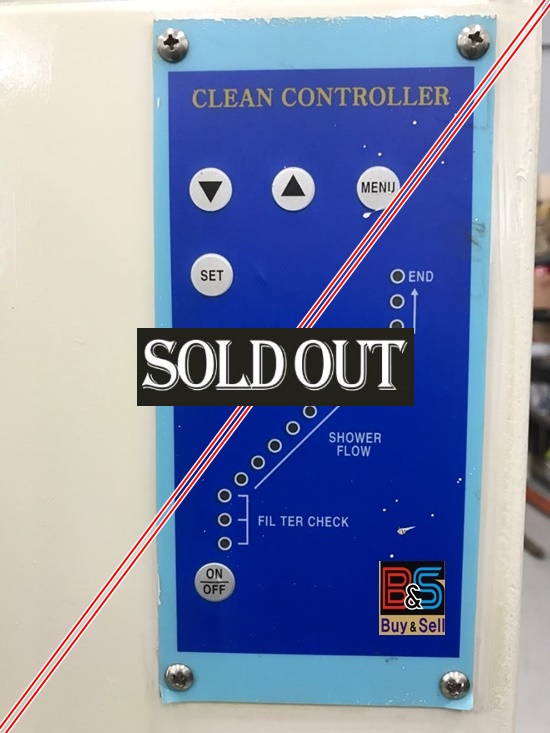 CLEAN CONTROLLER
MENU
SET
END
SOLD OUT
SHOWER
FLOW
FIL TER CHECK
ON
OFF
B&S
Buy & Sell